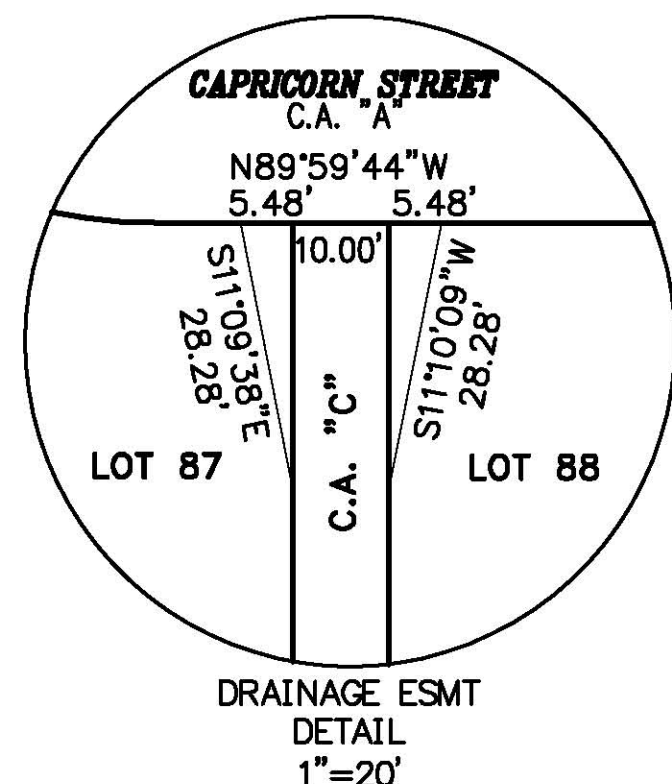 CAPRICORN STREET
C.A. "A"
N89°59'44"W
5.48' 5.48'
10.00'
S11°09'38"E
28.28'
S11°10'09"W
28.28'
LOT 87
C.A. "C"
LOT 88
DRAINAGE ESMT
DETAIL
1"=20'